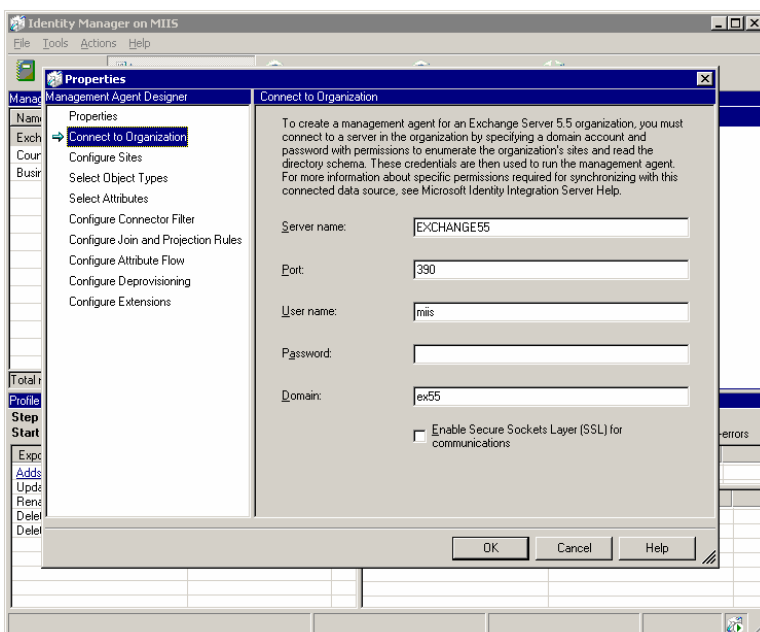 Identity Manager on MIIS
File Tools Actions Help
Properties
Manag
Management Agent Designer
Connect to Organization
Nam
Exch
Cour
Busir
Properties
Connect to Organization
Configure Sites
Select Object Types
Select Attributes
Configure Connector Filter
Configure Join and Projection Rules
Configure Attribute Flow
Configure Deprovisioning
Configure Extensions
To create a management agent for an Exchange Server 5.5 organization, you must
connect to a server in the organization by specifying a domain account and
password with permissions to enumerate the organization's sites and read the
directory schema. These credentials are then used to run the management agent.
For more information about specific permissions required for synchronizing with this
connected data source, see Microsoft Identity Integration Server Help.
Server name: EXCHANGE55
Port: 390
User name: miis
Password:
Domain: ex55
Enable Secure Sockets Layer (SSL) for
communications
Total r
Profile
Step
Start
-errors
Expo
Adds
Upda
Rena
Delet
Delet
OK Cancel Help